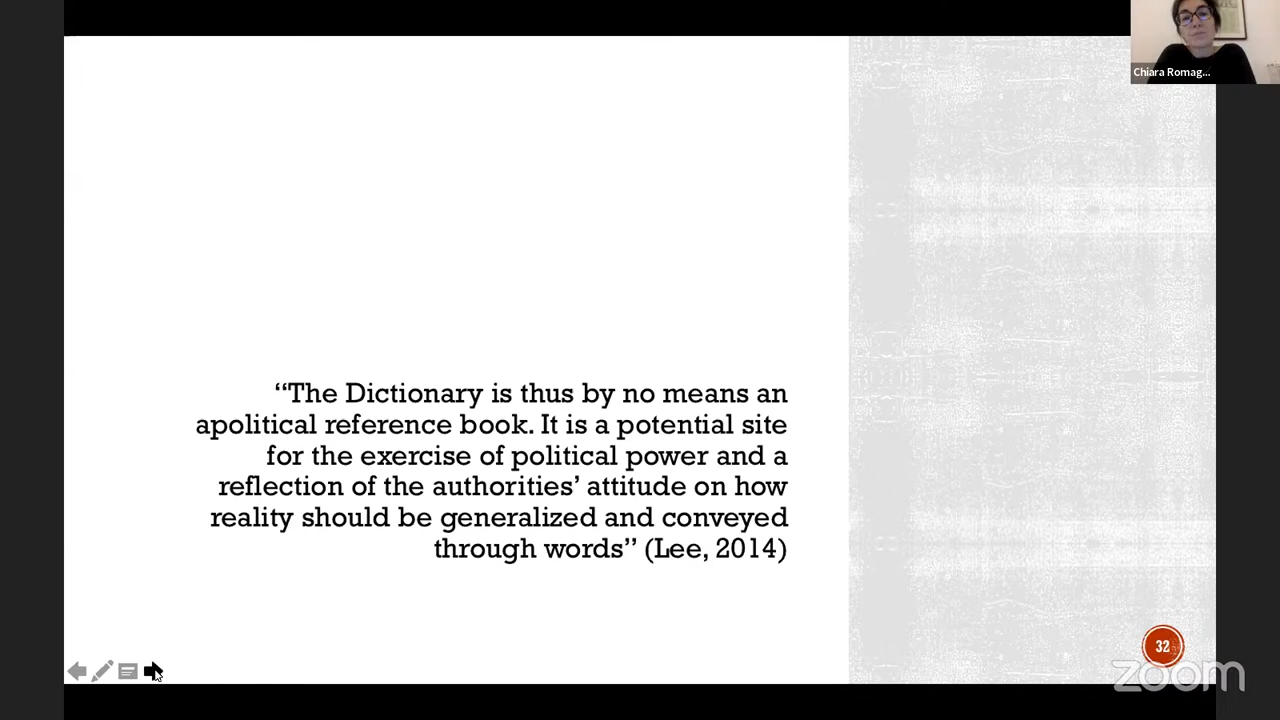 Chiara Romag...
“The Dictionary is thus by no means an
apolitical reference book. It is a potential site
for the exercise of political power and a
reflection of the authorities’ attitude on how
reality should be generalized and conveyed
through words” (Lee, 2014)
32
zoom